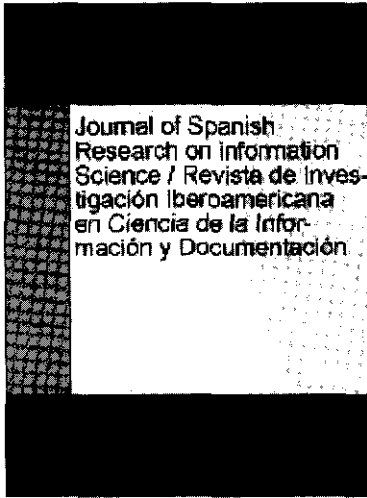 Journal of Spanish
Research on Information
Science / Revista de Inves-
tigación Iberoamericana
en Ciencia de la Infor-
mación y Documentación